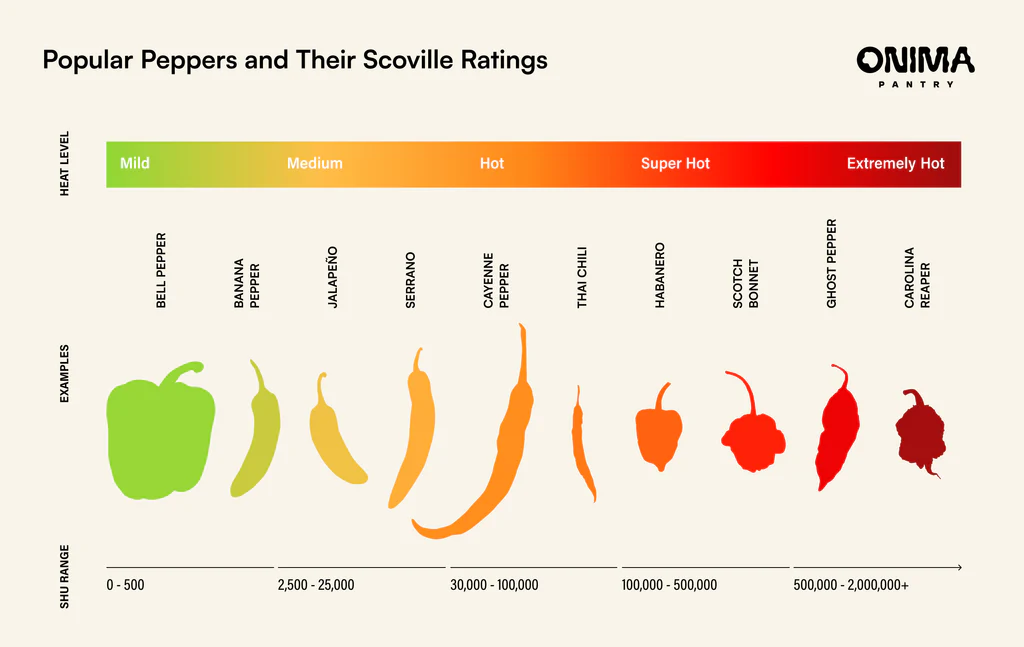 Popular Peppers and Their Scoville Ratings
ONIMA
PANTRY
HEAT LEVEL
Mild
Medium
Hot
Super Hot
Extremely Hot
EXAMPLES
BELL PEPPER
BANANA
PEPPER
JALAPEÑO
SERRANO
CAYENNE
PEPPER
THAI CHILI
HABANERO
SCOTCH
BONNET
GHOST PEPPER
CAROLINA
REAPER
SHU RANGE
0 - 500
2,500 - 25,000
30,000 - 100,000
100,000 - 500,000
500,000 - 2,000,000+